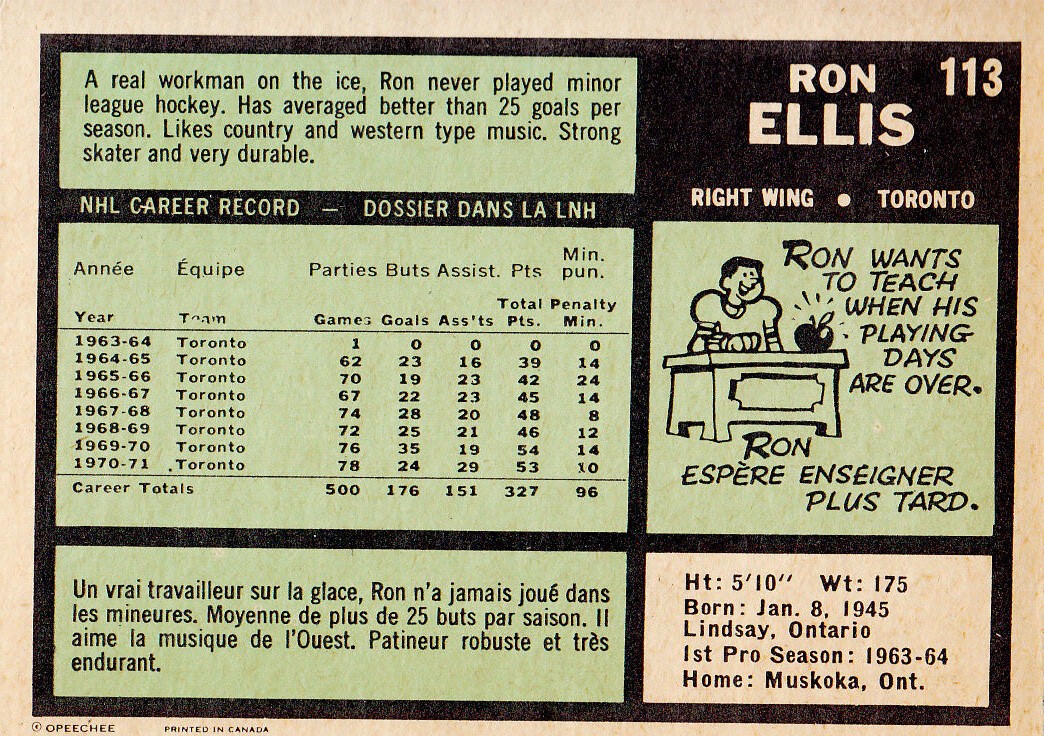 A real workman on the ice, Ron never played minor
league hockey. Has averaged better than 25 goals per
season. Likes country and western type music. Strong
skater and very durable.
RON 113
ELLIS
RIGHT WING ● TORONTO
NHL CAREER RECORD — DOSSIER DANS LA LNH
Année Équipe Parties Buts Assist. Pts Min. pun.
Year Team Games Goals Ass'ts Total Pts. Penalty Min.
1963-64 Toronto 1 0 0 0 0
1964-65 Toronto 62 23 16 39 14
1965-66 Toronto 70 19 23 42 24
1966-67 Toronto 67 22 23 45 14
1967-68 Toronto 74 28 20 48 8
1968-69 Toronto 72 25 21 46 12
1969-70 Toronto 76 35 19 54 14
1970-71 Toronto 78 24 29 53 10
Career Totals 500 176 151 327 96
RON WANTS
TO TEACH
WHEN HIS
PLAYING
DAYS
ARE OVER.
RON
ESPÈRE ENSEIGNER
PLUS TARD.
Un vrai travailleur sur la glace, Ron n'a jamais joué dans
les mineures. Moyenne de plus de 25 buts par saison. Il
aime la musique de l'Ouest. Patineur robuste et très
endurant.
Ht: 5'10" Wt: 175
Born: Jan. 8, 1945
Lindsay, Ontario
1st Pro Season: 1963-64
Home: Muskoka, Ont.
© OPEECHEE PRINTED IN CANADA